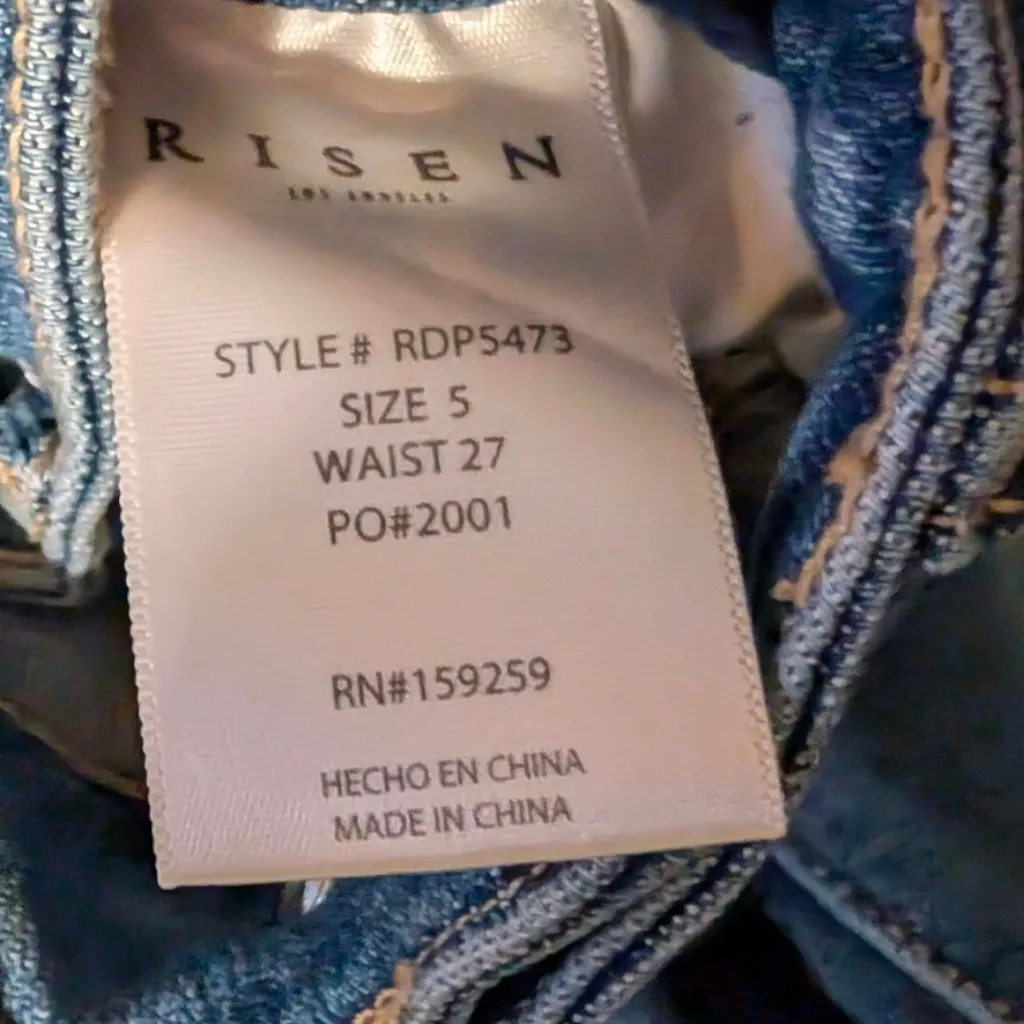 RISEN
LOS ANGELES
STYLE# RDP5473
SIZE 5
WAIST 27
PO#2001
RN#159259
HECHO EN CHINA
MADE IN CHINA